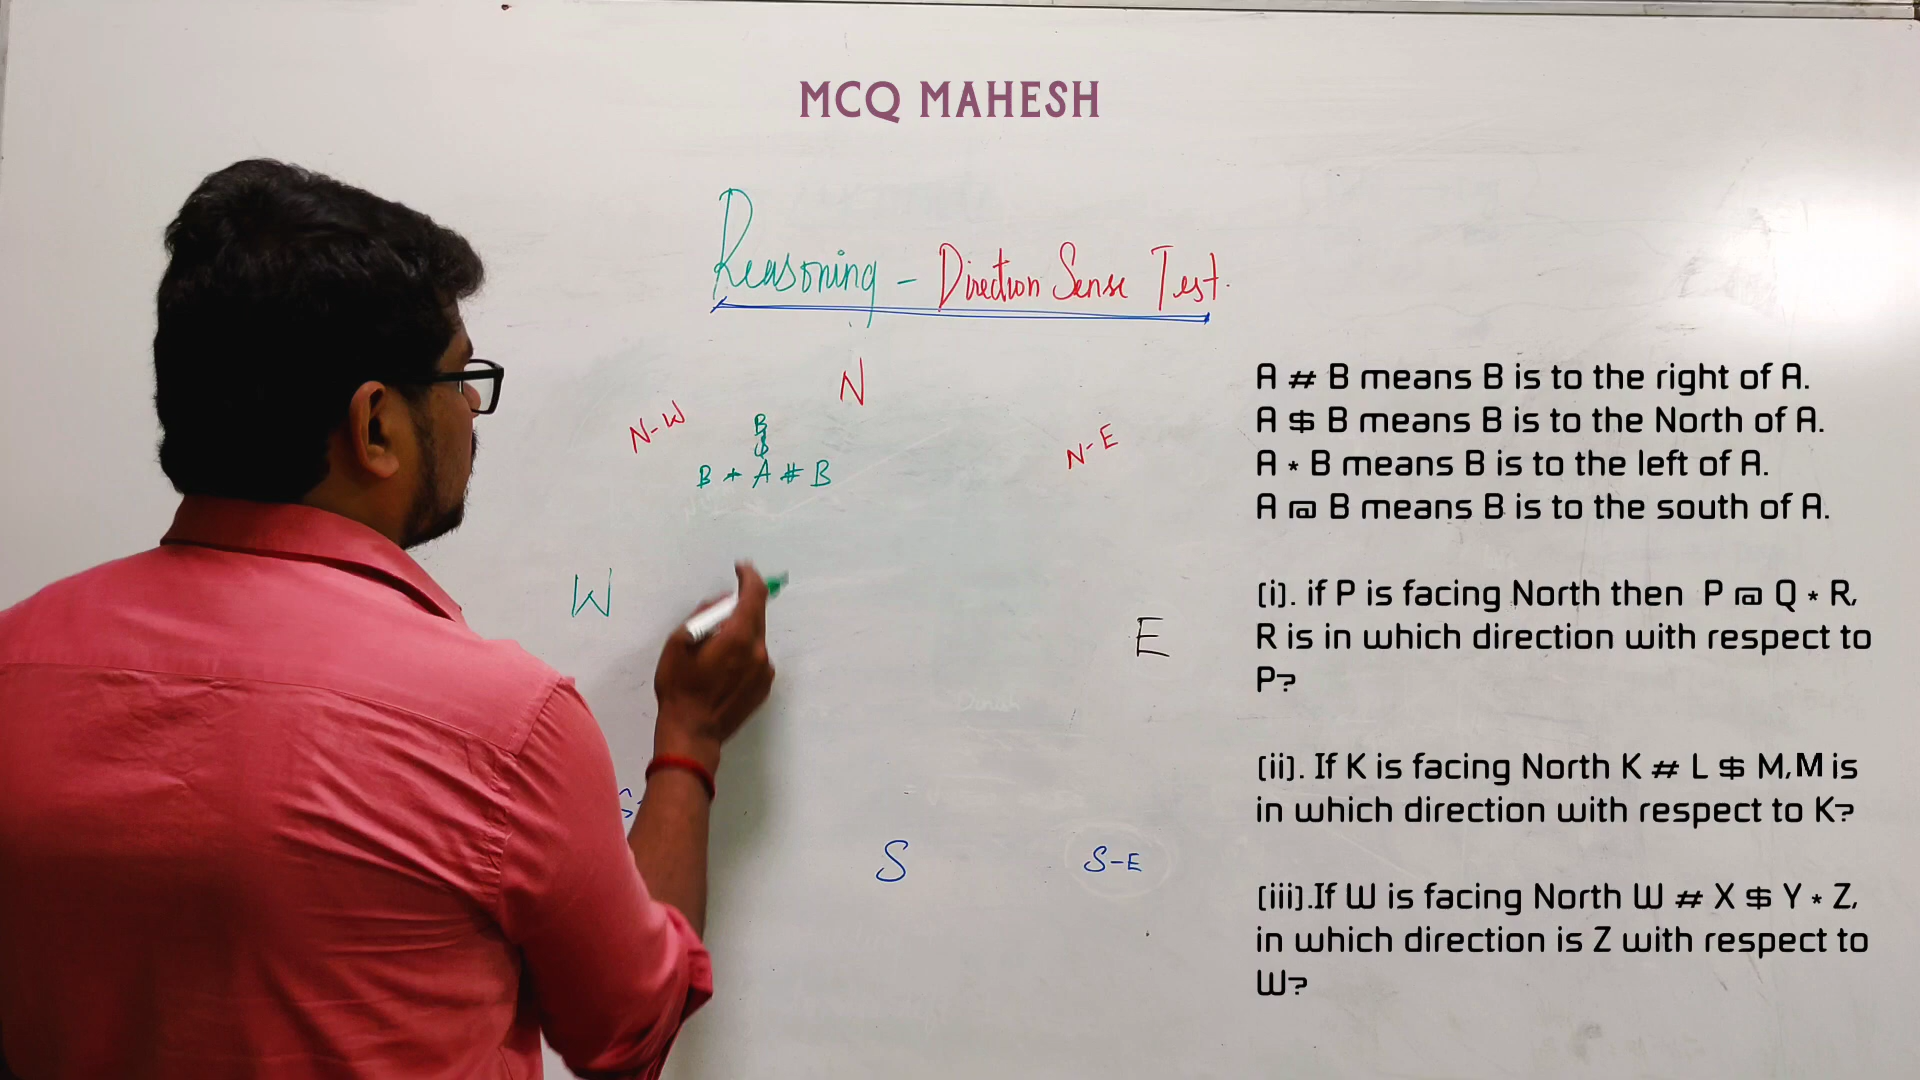 MCQ MAHESH
Reasoning - Direction Sense Test.
N
N-W
N-E
B
$
B * A # B
W
E
S
S-E
A # B means B is to the right of A.
A $ B means B is to the North of A.
A * B means B is to the left of A.
A @ B means B is to the south of A.
(i). if P is facing North then P @ Q * R,
R is in which direction with respect to
P?
(ii). If K is facing North K # L $ M,M is
in which direction with respect to K?
(iii).If W is facing North W # X $ Y * Z,
in which direction is Z with respect to
W?